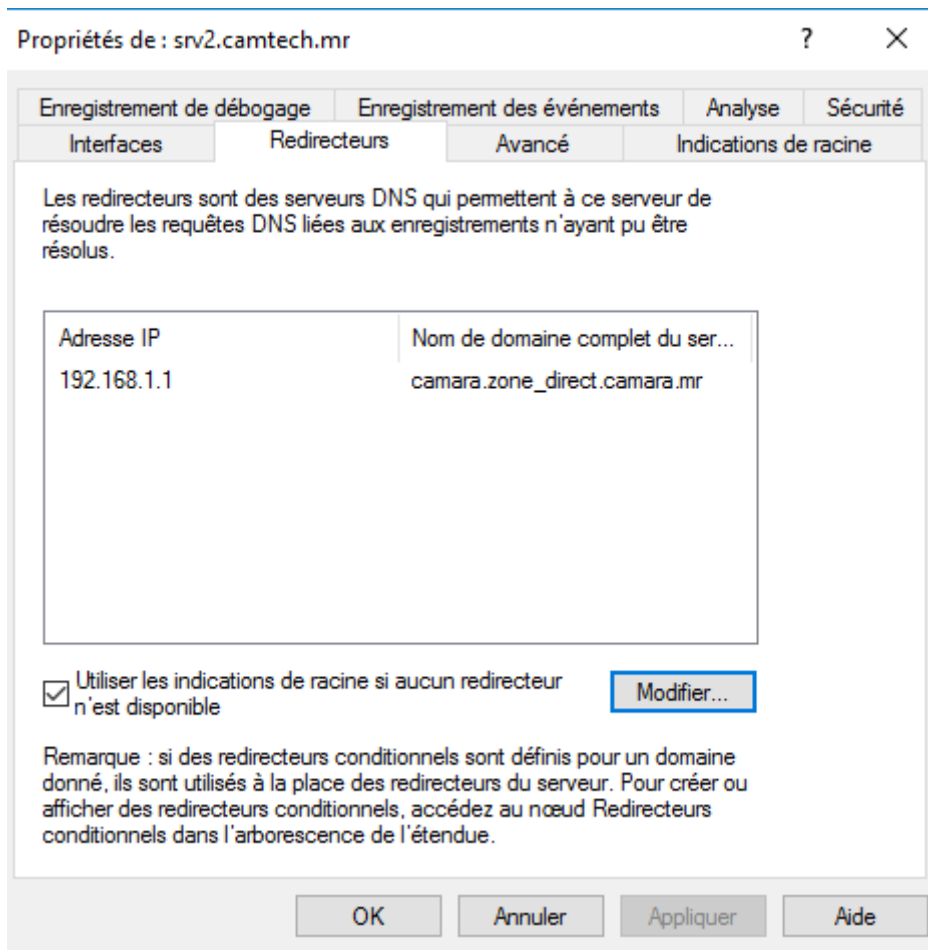 Propriétés de : srv2.camtech.mr
?
Enregistrement de débogage
Enregistrement des événements
Analyse
Sécurité
Interfaces
Redirecteurs
Avancé
Indications de racine
Les redirecteurs sont des serveurs DNS qui permettent à ce serveur de
résoudre les requêtes DNS liées aux enregistrements n'ayant pu être
résolus.
Adresse IP
Nom de domaine complet du ser...
192.168.1.1
camara.zone_direct.camara.mr
Utiliser les indications de racine si aucun redirecteur
n'est disponible
Modifier...
Remarque : si des redirecteurs conditionnels sont définis pour un domaine
donné, ils sont utilisés à la place des redirecteurs du serveur. Pour créer ou
afficher des redirecteurs conditionnels, accédez au nœud Redirecteurs
conditionnels dans l'arborescence de l'étendue.
OK
Annuler
Appliquer
Aide